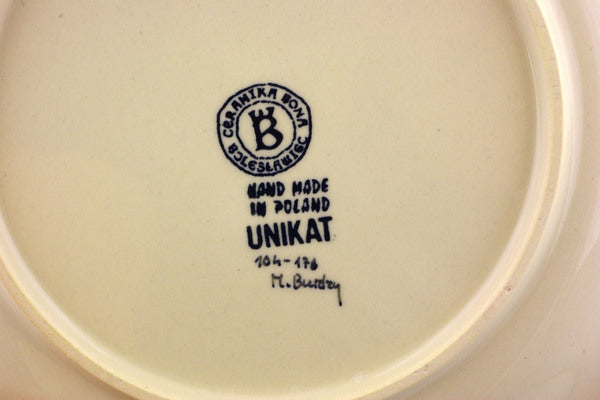 CERAMIKA BONA
B
BOLESŁAWIEC
HAND MADE
IN POLAND
UNIKAT
104-176
M. Burdzy